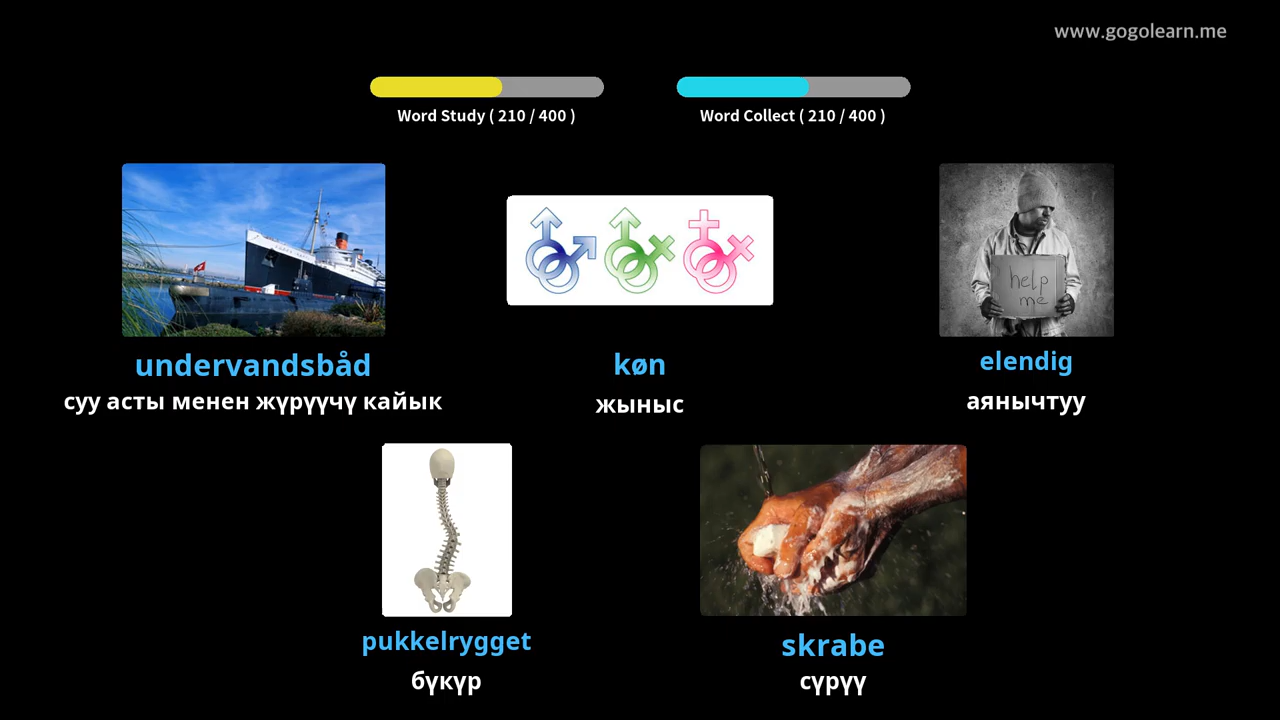 www.gogolearn.me
Word Study ( 210 / 400 )
Word Collect ( 210 / 400 )
help
me
undervandsbåd
суу асты менен жүрүүчү кайык
køn
жыныс
elendig
аянычтуу
pukkelrygget
бүкүр
skrabe
сүрүү